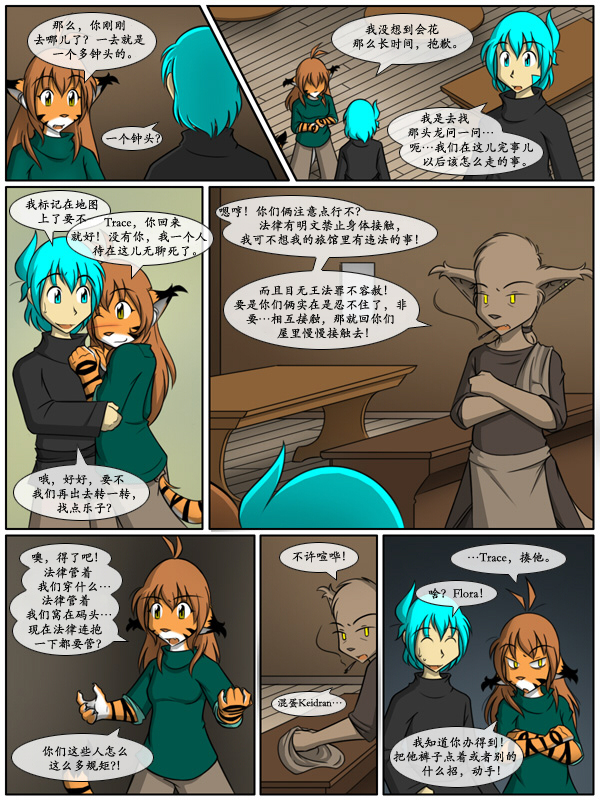 那么，你刚刚
去哪儿了？一去就是
一个多钟头的。
一个钟头？
我没想到会花
那么长时间，抱歉。
我是去找
那头龙问一问…
呃…我们在这儿完事儿
以后该怎么走的事。
我标记在地图
上了要不
Trace，你回来
就好！没有你，我一个人
待在这儿无聊死了。
哦，好好，要不
我们再出去转一转，
找点乐子？
嗯哼！你们俩注意点行不？
法律有明文禁止身体接触，
我可不想我的旅馆里有违法的事！
而且目无王法罪不容赦！
要是你们俩实在是忍不住了，非
要…相互接触，那就回你们
屋里慢慢接触去！
噢，得了吧！
法律管着
我们穿什么…
法律管着
我们窝在码头…
现在法律连抱
一下都要管？
你们这些人怎么
这么多规矩?!
不许喧哗！
混蛋Keidran…
…Trace，揍他。
啥？Flora！
我知道你办得到！
把他裤子点着或者别的
什么招，动手！